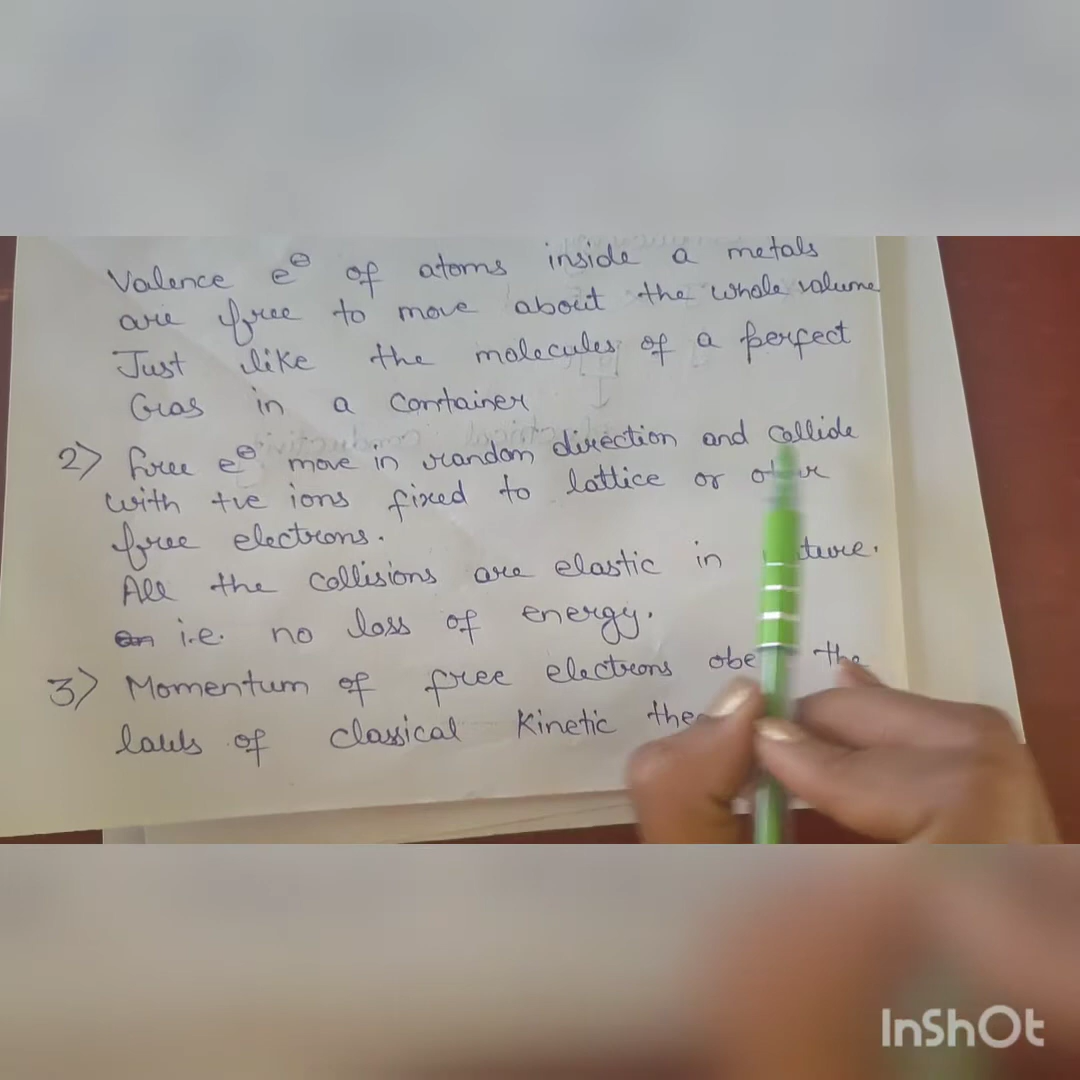 Valence e⊖ of atoms inside a metals
are free to move about the whole volume
Just like the molecules of a perfect
Gas in a container
2) free e⊖ move in random direction and collide
with +ve ions fixed to lattice or
free electrons.
All the collisions are elastic in
i.e. no loss of energy.
3) Momentum of free electrons the
laws of classical Kinetic
InShOt